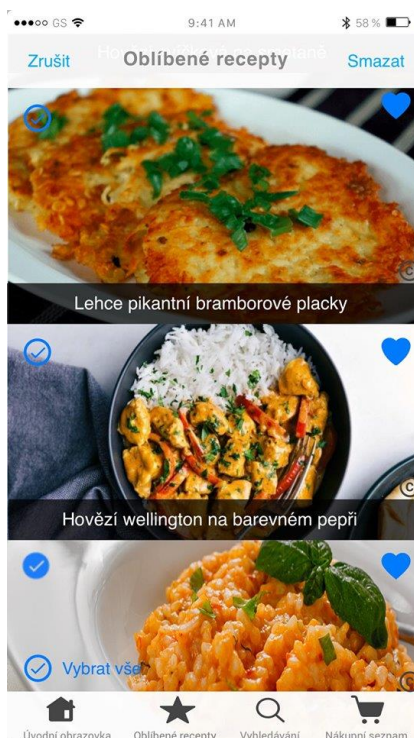 GS 9:41 AM 58 %
Zrušit Oblíbené recepty Smazat
Lehce pikantní bramborové placky
©
Hovězí wellington na barevném pepři
©
Vybrat vše
©
Úvodní obrazovka Oblíbené recepty Vyhledávání Nákupní seznam